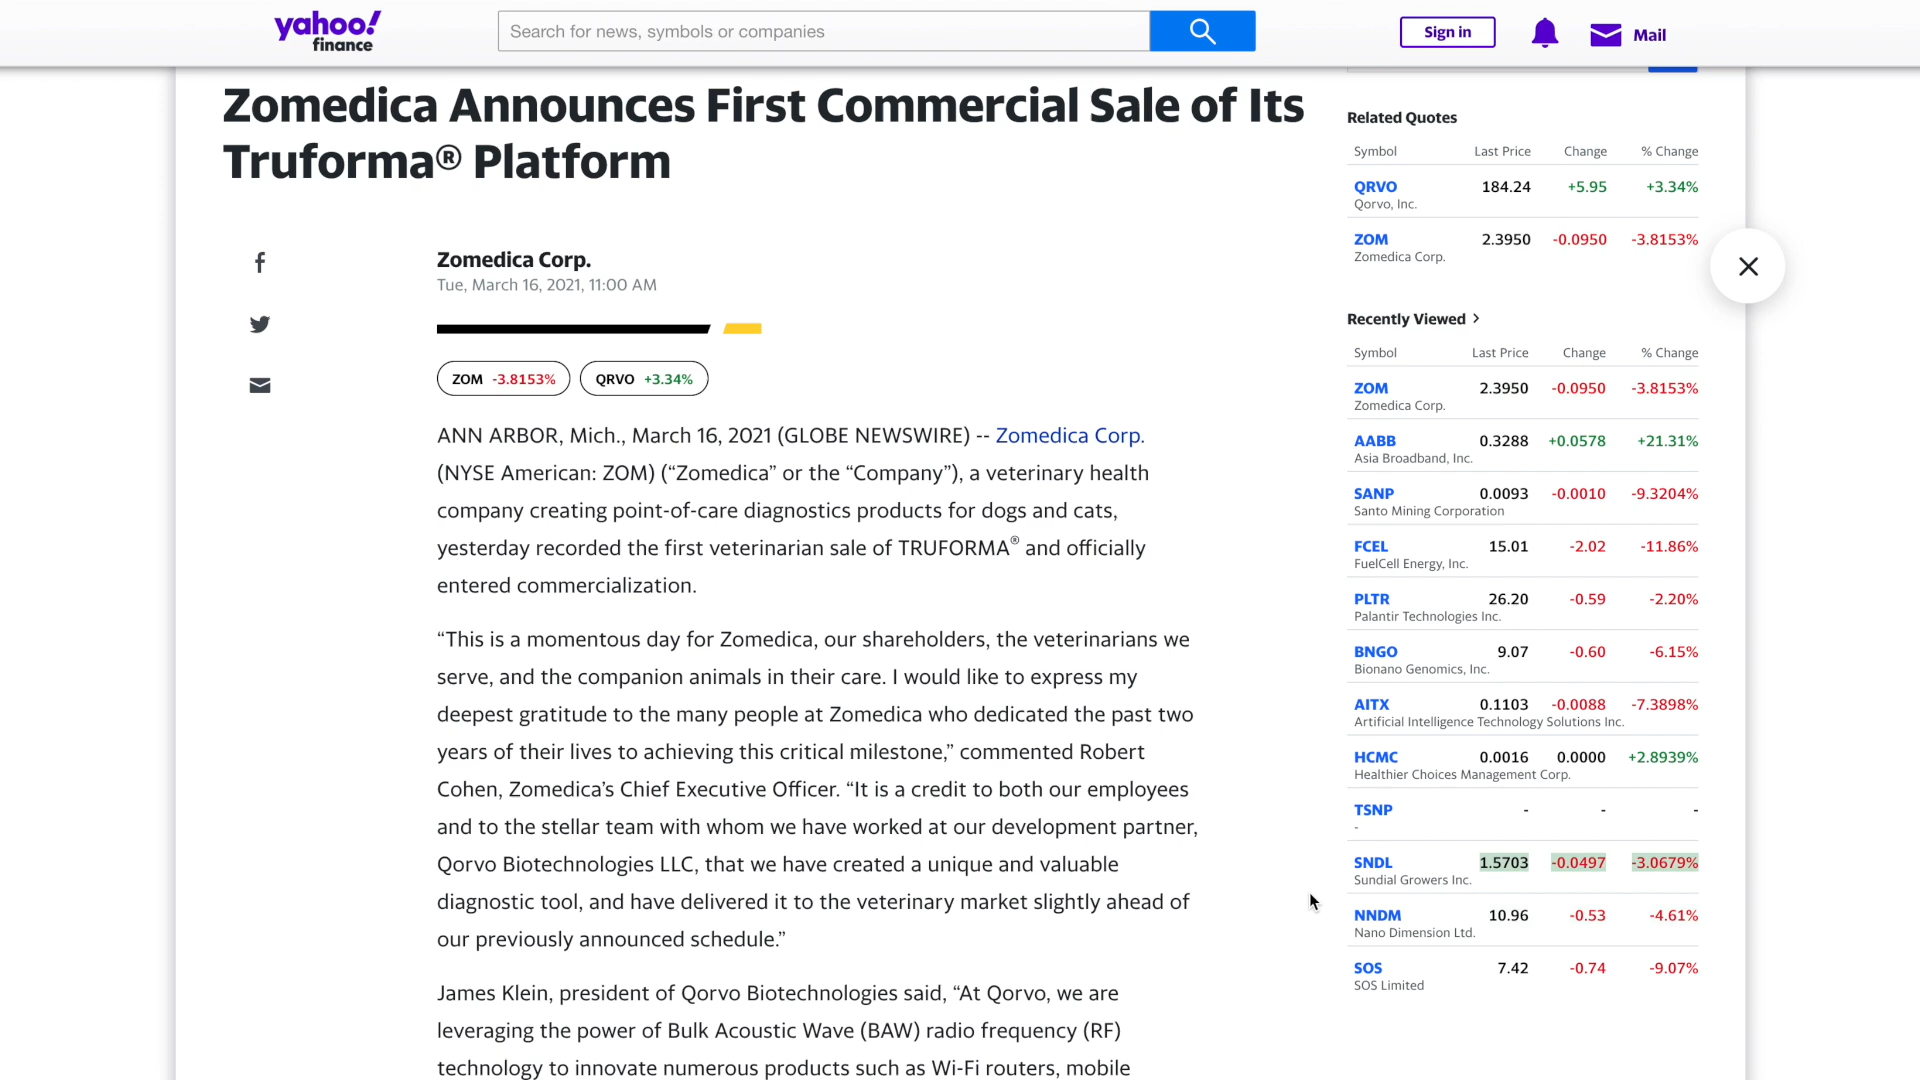 yahoo!
finance
Search for news, symbols or companies
Sign in
Mail
Zomedica Announces First Commercial Sale of Its
Truforma® Platform
Zomedica Corp.
Tue, March 16, 2021, 11:00 AM
ZOM -3.8153%
QRVO +3.34%
ANN ARBOR, Mich., March 16, 2021 (GLOBE NEWSWIRE) -- Zomedica Corp.
(NYSE American: ZOM) (“Zomedica” or the “Company”), a veterinary health
company creating point-of-care diagnostics products for dogs and cats,
yesterday recorded the first veterinarian sale of TRUFORMA® and officially
entered commercialization.
“This is a momentous day for Zomedica, our shareholders, the veterinarians we
serve, and the companion animals in their care. I would like to express my
deepest gratitude to the many people at Zomedica who dedicated the past two
years of their lives to achieving this critical milestone,” commented Robert
Cohen, Zomedica’s Chief Executive Officer. “It is a credit to both our employees
and to the stellar team with whom we have worked at our development partner,
Qorvo Biotechnologies LLC, that we have created a unique and valuable
diagnostic tool, and have delivered it to the veterinary market slightly ahead of
our previously announced schedule.”
James Klein, president of Qorvo Biotechnologies said, “At Qorvo, we are
leveraging the power of Bulk Acoustic Wave (BAW) radio frequency (RF)
technology to innovate numerous products such as Wi-Fi routers, mobile
Related Quotes
Symbol Last Price Change % Change
QRVO 184.24 +5.95 +3.34%
Qorvo, Inc.
ZOM 2.3950 -0.0950 -3.8153%
Zomedica Corp.
Recently Viewed
Symbol Last Price Change % Change
ZOM 2.3950 -0.0950 -3.8153%
Zomedica Corp.
AABB 0.3288 +0.0578 +21.31%
Asia Broadband, Inc.
SANP 0.0093 -0.0010 -9.3204%
Santo Mining Corporation
FCEL 15.01 -2.02 -11.86%
FuelCell Energy, Inc.
PLTR 26.20 -0.59 -2.20%
Palantir Technologies Inc.
BNGO 9.07 -0.60 -6.15%
Bionano Genomics, Inc.
AITX 0.1103 -0.0088 -7.3898%
Artificial Intelligence Technology Solutions Inc.
HCMC 0.0016 0.0000 +2.8939%
Healthier Choices Management Corp.
TSNP - - -
-
SNDL 1.5703 -0.0497 -3.0679%
Sundial Growers Inc.
NNDM 10.96 -0.53 -4.61%
Nano Dimension Ltd.
SOS 7.42 -0.74 -9.07%
SOS Limited